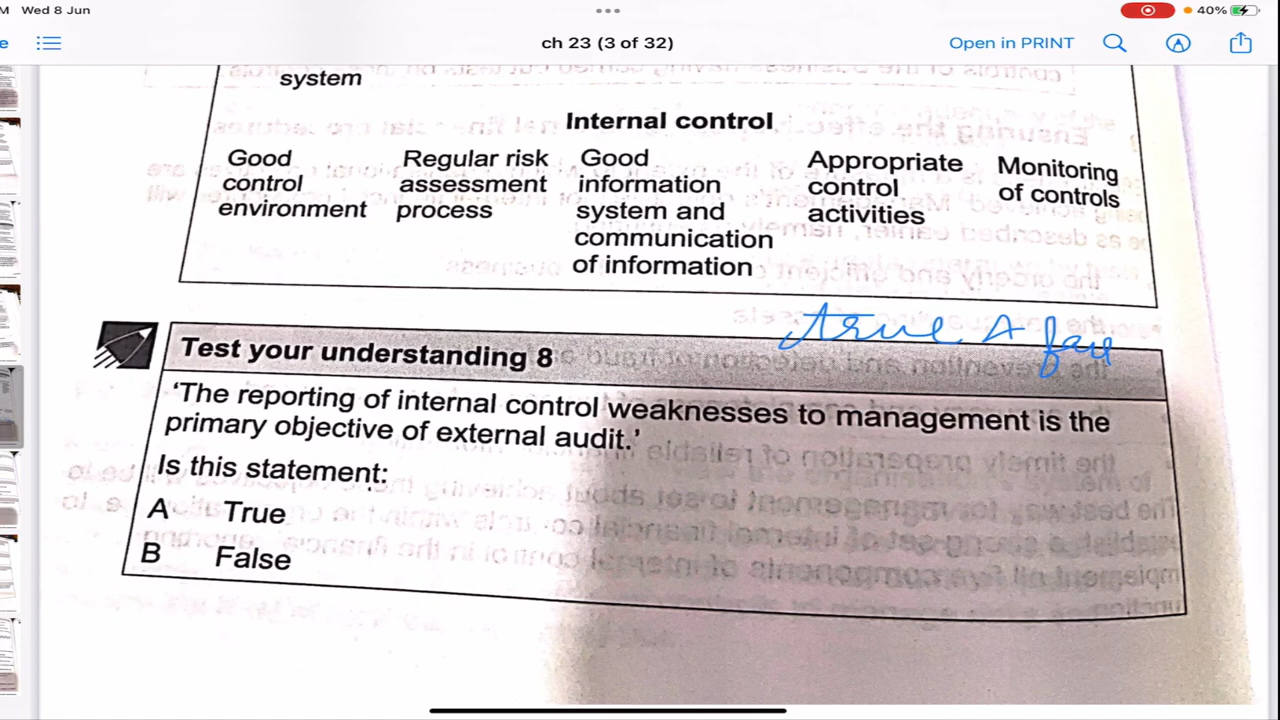 Wed 8 Jun
40%
ch 23 (3 of 32)
Open in PRINT
system
Internal control
Good control environment
Regular risk assessment process
Good information system and communication of information
Appropriate control activities
Monitoring of controls
true
Test your understanding 8
‘The reporting of internal control weaknesses to management is the
primary objective of external audit.’
Is this statement:
A True
B False